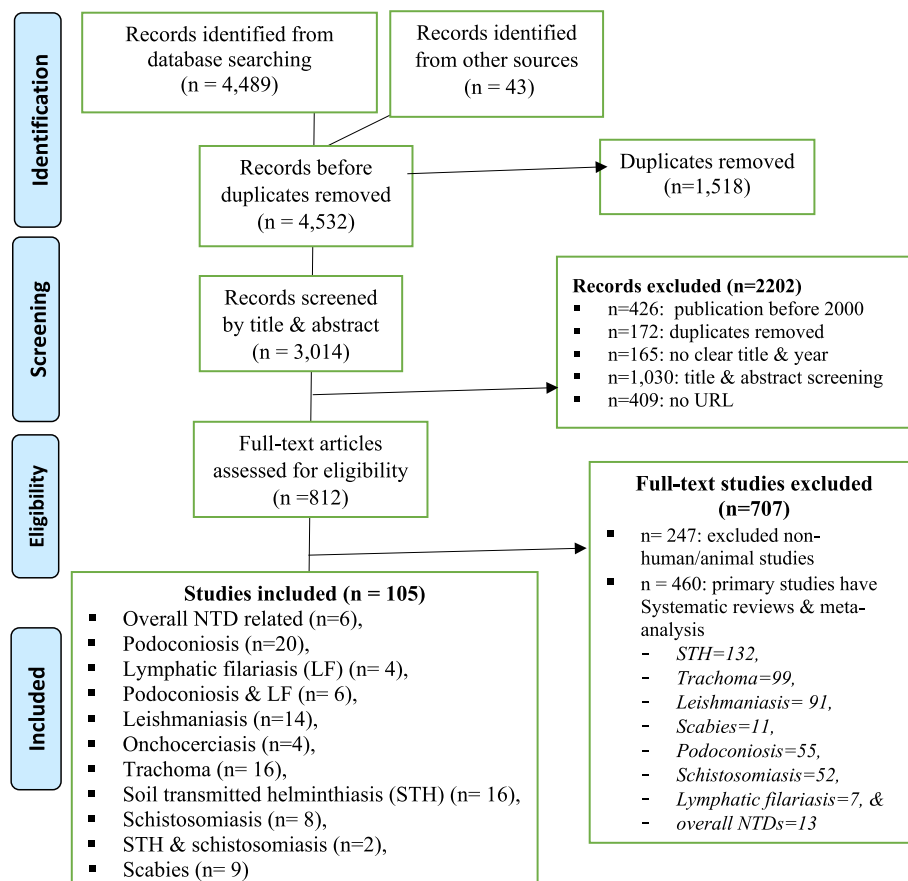 Identification
Records identified from
database searching
(n = 4,489)
Records identified
from other sources
(n = 43)
Records before
duplicates removed
(n = 4,532)
Duplicates removed
(n=1,518)
Screening
Records screened
by title & abstract
(n = 3,014)
Records excluded (n=2202)
▪ n=426: publication before 2000
▪ n=172: duplicates removed
▪ n=165: no clear title & year
▪ n=1,030: title & abstract screening
▪ n=409: no URL
Eligibility
Full-text articles
assessed for eligibility
(n =812)
Full-text studies excluded
(n=707)
▪ n= 247: excluded non-
human/animal studies
▪ n = 460: primary studies have
Systematic reviews & meta-
analysis
− STH=132,
− Trachoma=99,
− Leishmaniasis= 91,
− Scabies=11,
− Podoconiosis=55,
− Schistosomiasis=52,
− Lymphatic filariasis=7, &
− overall NTDs=13
Included
Studies included (n = 105)
▪ Overall NTD related (n=6),
▪ Podoconiosis (n=20),
▪ Lymphatic filariasis (LF) (n= 4),
▪ Podoconiosis & LF (n= 6),
▪ Leishmaniasis (n=14),
▪ Onchocerciasis (n=4),
▪ Trachoma (n= 16),
▪ Soil transmitted helminthiasis (STH) (n= 16),
▪ Schistosomiasis (n= 8),
▪ STH & schistosomiasis (n=2),
▪ Scabies (n= 9)